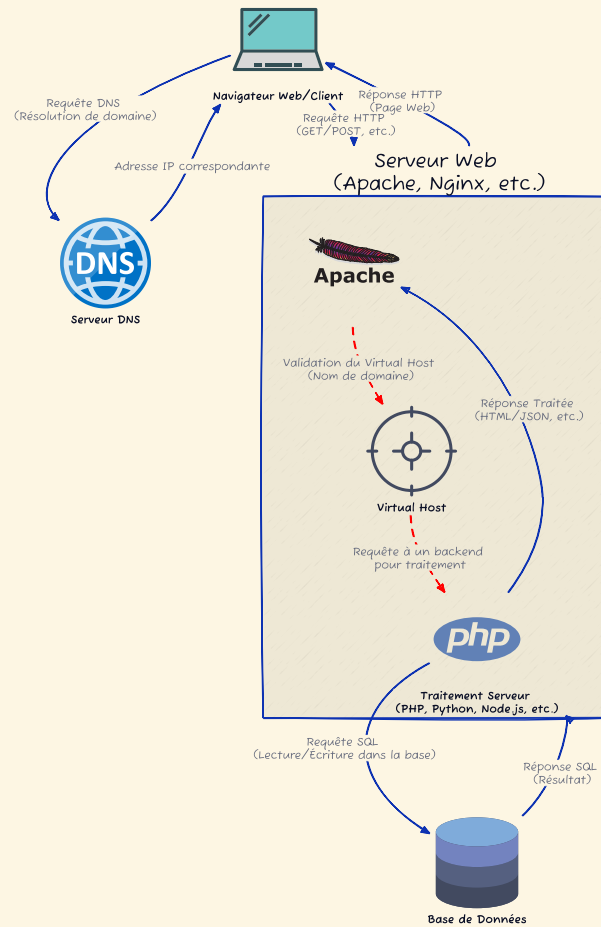 Navigateur Web/Client
Requête DNS
(Résolution de domaine)
Réponse HTTP
(Page Web)
Requête HTTP
(GET/POST, etc.)
Adresse IP correspondante
Serveur Web
(Apache, Nginx, etc.)
DNS
Serveur DNS
Apache
Validation du Virtual Host
(Nom de domaine)
Réponse Traitée
(HTML/JSON, etc.)
Virtual Host
Requête à un backend
pour traitement
php
Traitement Serveur
(PHP, Python, Node.js, etc.)
Requête SQL
(Lecture/Écriture dans la base)
Réponse SQL
(Résultat)
Base de Données